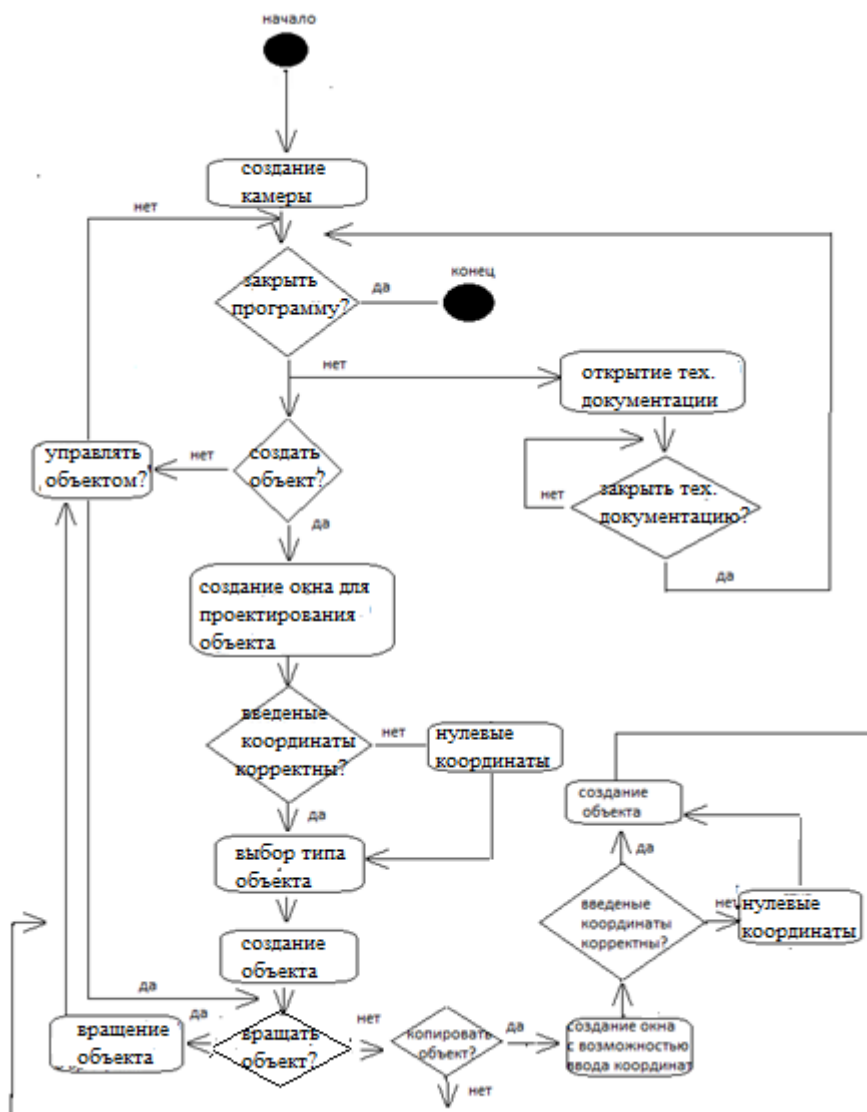 начало
создание
камеры
нет
закрыть
программу?
да
конец
нет
открытие тех.
документации
управлять
объектом?
нет
создать
объект?
закрыть тех.
документацию?
нет
да
да
создание окна для
проектирования
объекта
введеные
координаты
корректны?
нет
нулевые
координаты
да
выбор типа
объекта
создание
объекта
да
введеные
координаты
корректны?
нет
нулевые
координаты
создание
объекта
да
да
вращение
объекта
вращать
объект?
нет
копировать
объект?
да
создание окна
с возможностью
ввода координат
нет